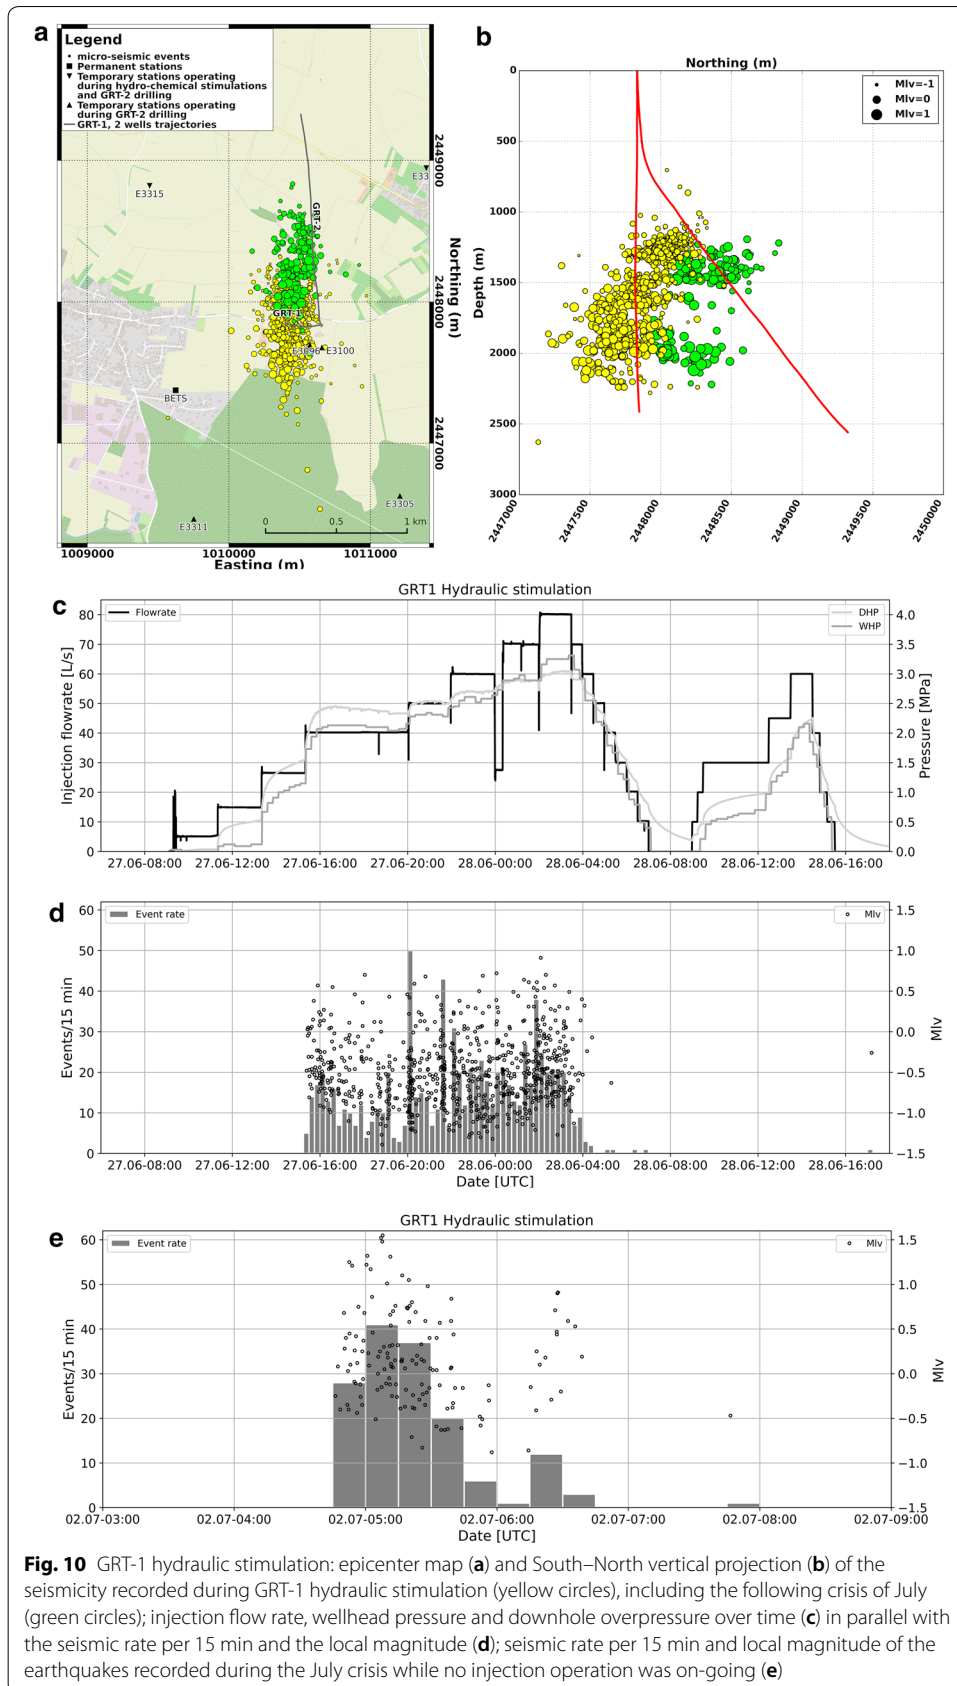 a
Legend
micro-seismic events
Permanent stations
Temporary stations operating
during hydro-chemical stimulations
and GRT-2 drilling
Temporary stations operating
during GRT-2 drilling
GRT-1, 2 wells trajectories
E3315
E33
GRT-2
GRT-1
E3096
E3100
BETS
E3305
E3311
0 0.5 1 km
2449000
2448000
2447000
Northing (m)
1009000 1010000 1011000
Easting (m)
b
Northing (m)
Mlv=-1
Mlv=0
Mlv=1
0
500
1000
1500
2000
2500
3000
Depth (m)
2447000 2447500 2448000 2448500 2449000 2449500 2450000
GRT1 Hydraulic stimulation
c
Flowrate
DHP
WHP
80
70
60
50
40
30
20
10
0
Injection flowrate [L/s]
4.0
3.5
3.0
2.5
2.0
1.5
1.0
0.5
0.0
Pressure [MPa]
27.06-08:00 27.06-12:00 27.06-16:00 27.06-20:00 28.06-00:00 28.06-04:00 28.06-08:00 28.06-12:00 28.06-16:00
d
Event rate
Mlv
60
50
40
30
20
10
0
Events/15 min
1.5
1.0
0.5
0.0
−0.5
−1.0
−1.5
Mlv
27.06-08:00 27.06-12:00 27.06-16:00 27.06-20:00 28.06-00:00 28.06-04:00 28.06-08:00 28.06-12:00 28.06-16:00
Date [UTC]
GRT1 Hydraulic stimulation
e
Event rate
Mlv
60
50
40
30
20
10
0
Events/15 min
1.5
1.0
0.5
0.0
−0.5
−1.0
−1.5
Mlv
02.07-03:00 02.07-04:00 02.07-05:00 02.07-06:00 02.07-07:00 02.07-08:00 02.07-09:00
Date [UTC]
Fig. 10 GRT-1 hydraulic stimulation: epicenter map (a) and South–North vertical projection (b) of the
seismicity recorded during GRT-1 hydraulic stimulation (yellow circles), including the following crisis of July
(green circles); injection flow rate, wellhead pressure and downhole overpressure over time (c) in parallel with
the seismic rate per 15 min and the local magnitude (d); seismic rate per 15 min and local magnitude of the
earthquakes recorded during the July crisis while no injection operation was on-going (e)